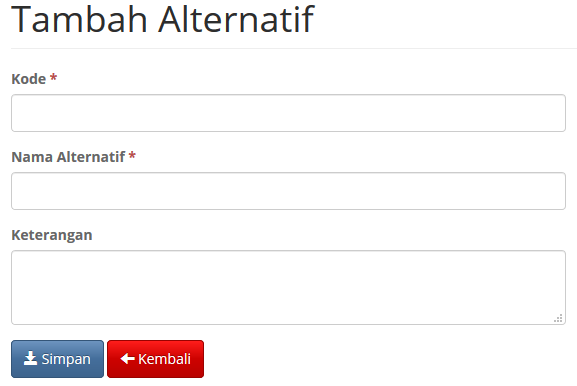 Tambah Alternatif
Kode *
Nama Alternatif *
Keterangan
Simpan Kembali